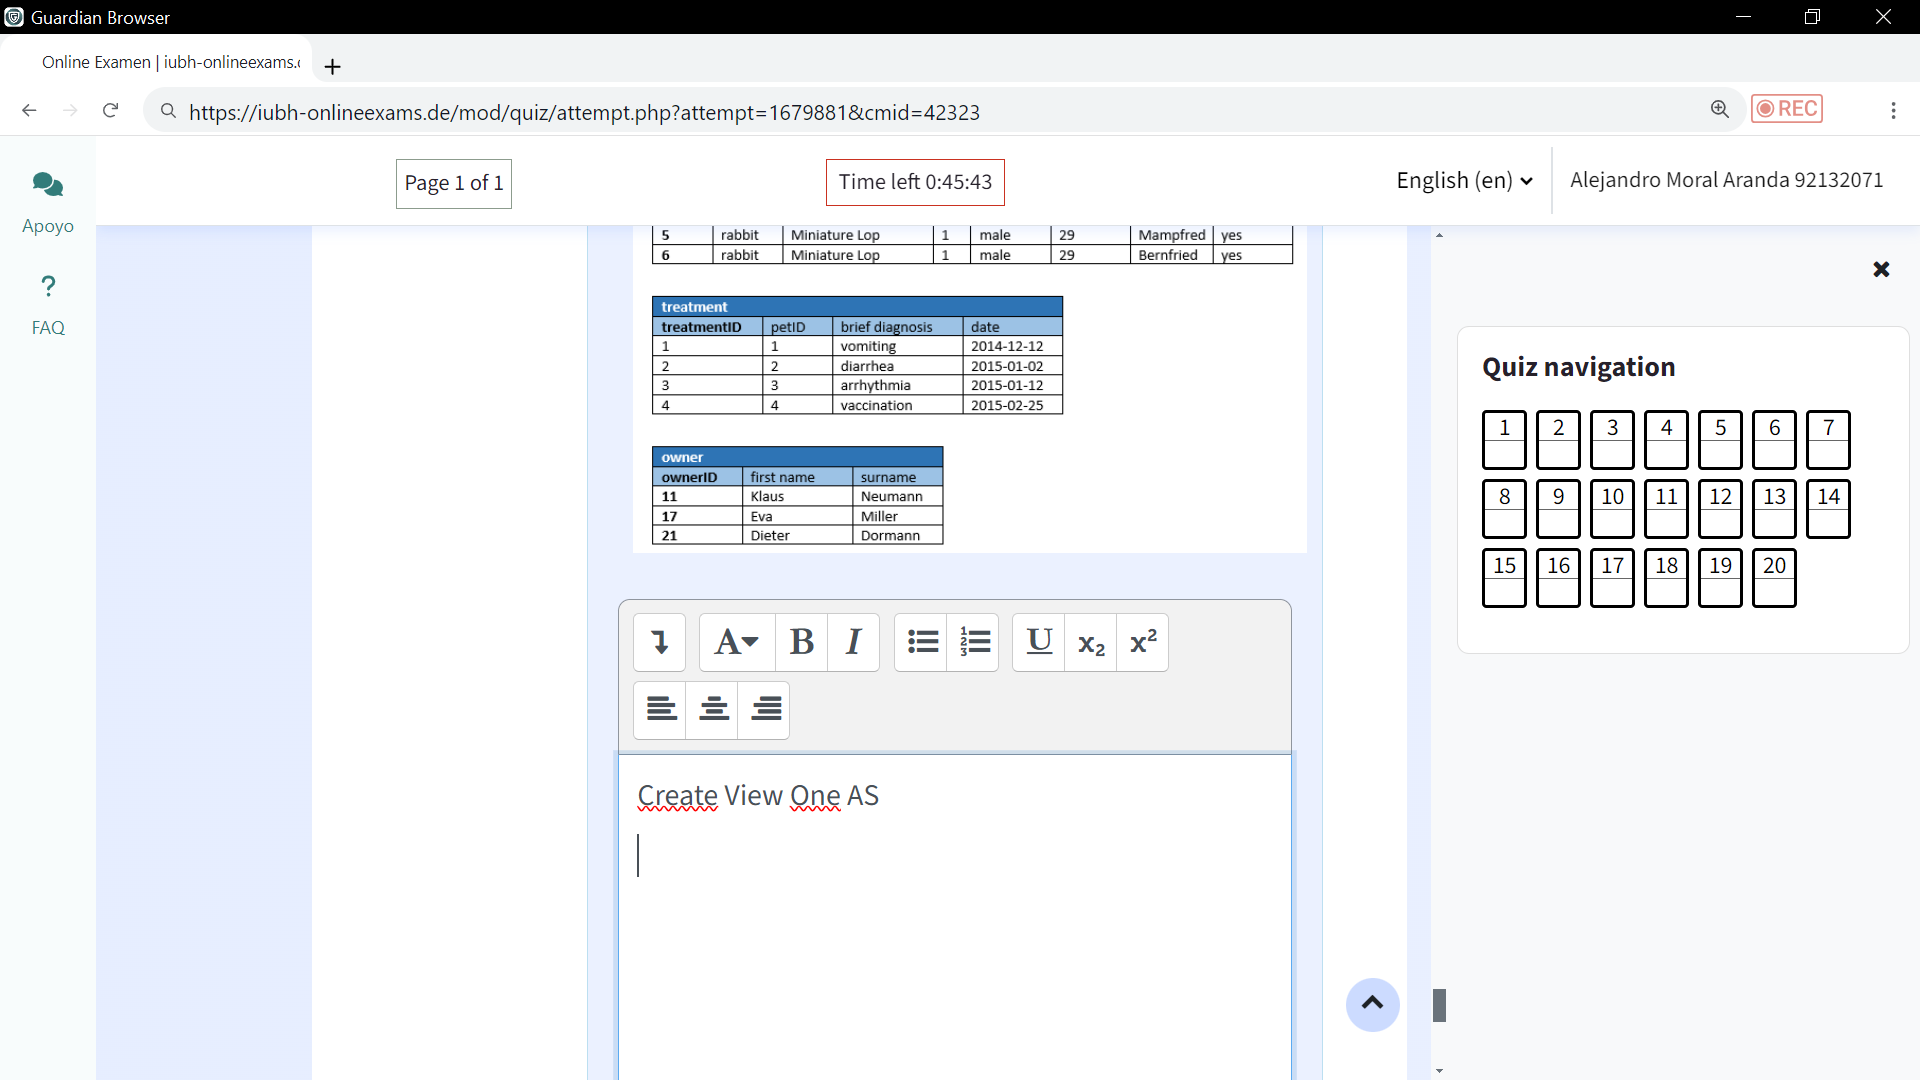 Guardian Browser
Online Examen | iubh-onlineexams.
https://iubh-onlineexams.de/mod/quiz/attempt.php?attempt=1679881&cmid=42323
REC
Apoyo
FAQ
Page 1 of 1
Time left 0:45:43
English (en)
Alejandro Moral Aranda 92132071
5 rabbit Miniature Lop 1 male 29 Mampfred yes
6 rabbit Miniature Lop 1 male 29 Bernfried yes
treatment
treatmentID petID brief diagnosis date
1 1 vomiting 2014-12-12
2 2 diarrhea 2015-01-02
3 3 arrhythmia 2015-01-12
4 4 vaccination 2015-02-25
owner
ownerID first name surname
11 Klaus Neumann
17 Eva Miller
21 Dieter Dormann
A B I U x₂ x²
Create View One AS
Quiz navigation
1 2 3 4 5 6 7
8 9 10 11 12 13 14
15 16 17 18 19 20